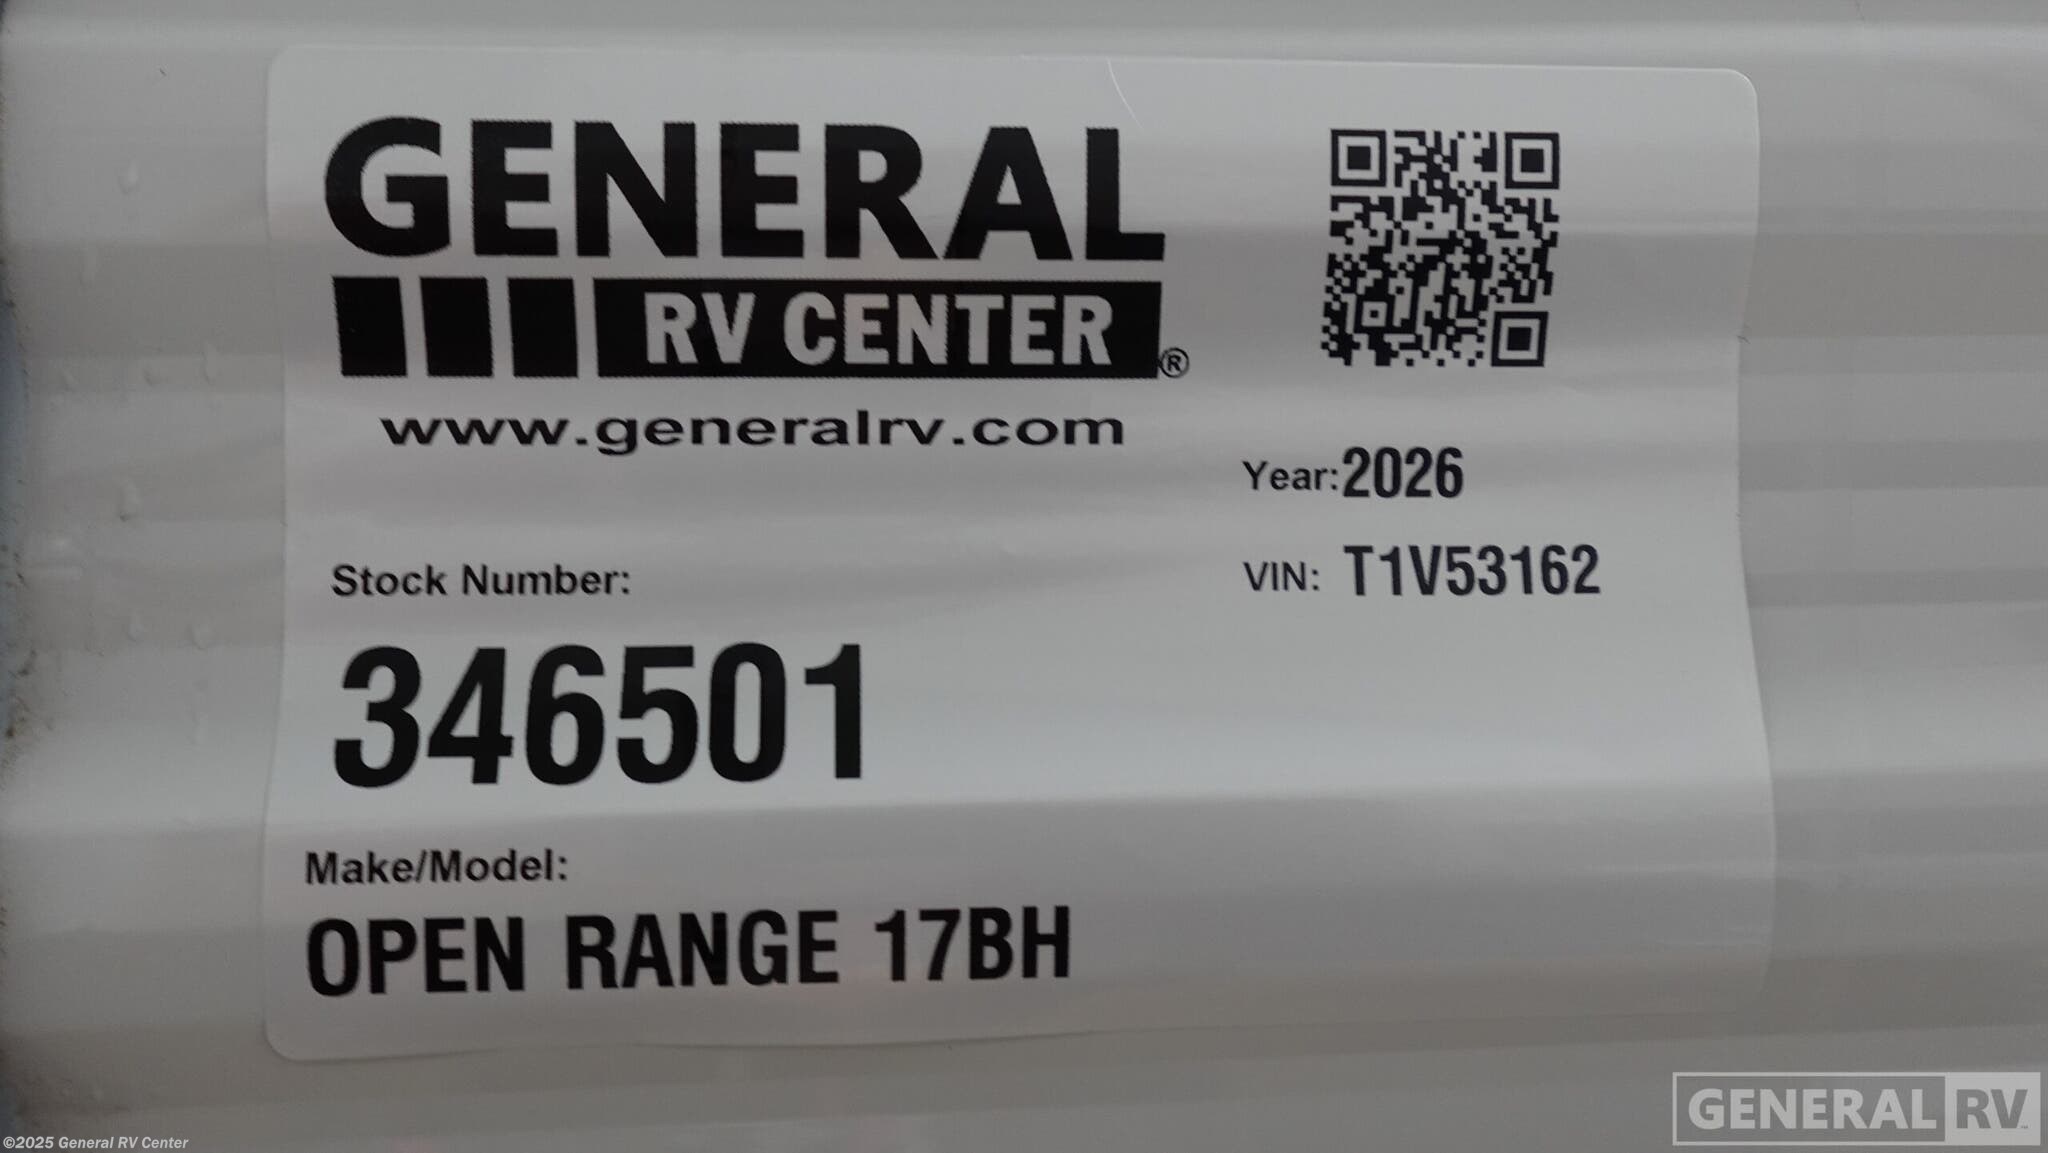 GENERAL
RV CENTER®
www.generalrv.com
Year: 2026
VIN: T1V53162
Stock Number:
346501
Make/Model:
OPEN RANGE 17BH
GENERAL RV™
©2025 General RV Center